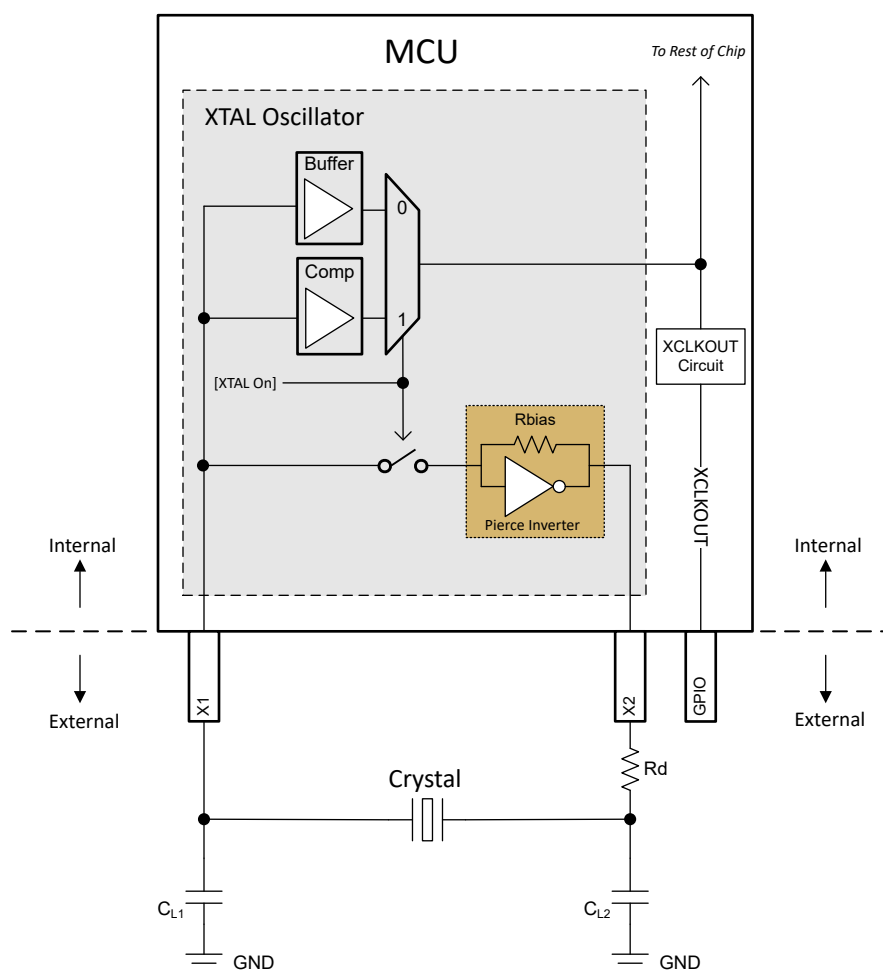 MCU
To Rest of Chip
XTAL Oscillator
Buffer
0
Comp
1
XCLKOUT
Circuit
[XTAL On]
Rbias
Pierce Inverter
XCLKOUT
Internal
Internal
External
External
X1
X2
GPIO
Rd
Crystal
CL1
CL2
GND
GND